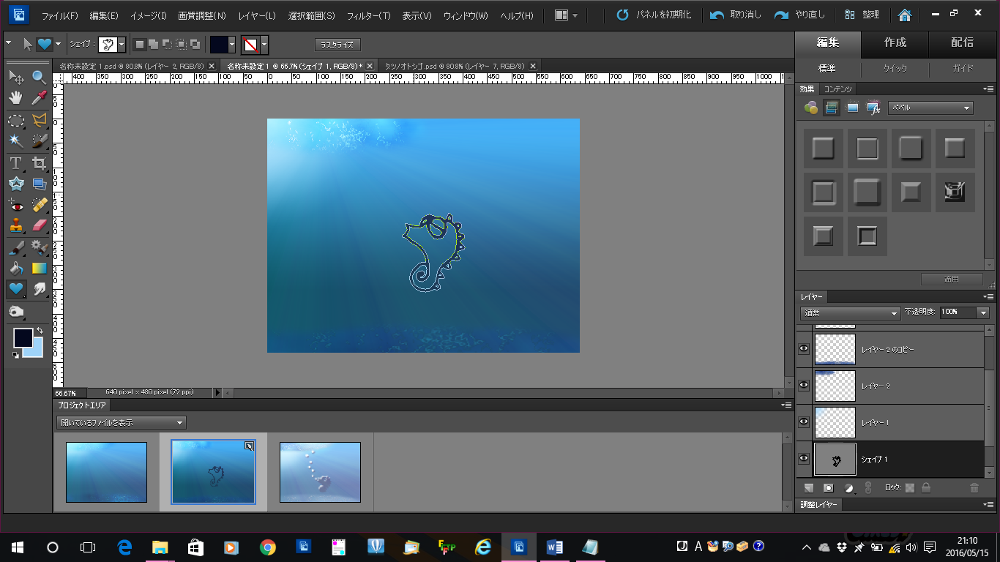 ファイル(F) 編集(E) イメージ(I) 画質調整(N) レイヤー(L) 選択範囲(S) フィルター(T) 表示(V) ウィンドウ(W) ヘルプ(H) パネルを初期化 取り消し やり直し 整理
シェイプ: ラスタライズ
編集 作成 配信
標準 クイック ガイド
名称未設定 1.psd @ 80.8% (レイヤー 2, RGB/8) 名称未設定 1 @ 66.7% (シェイプ 1, RGB/8) * タツノオトシゴ.psd @ 80.8% (レイヤー 7, RGB/8)
400 350 300 250 200 150 100 50 0 50 100 150 200 250 300 350 400 450 500 550 600 650 700 750 800 850 900 950 1000
0 50 100 150 200 250 300 350 400 450 500
効果 コンテンツ
ベベル
適用
レイヤー
通常 不透明度: 100%
レイヤー 2 のコピー
レイヤー 2
レイヤー 1
シェイプ 1
ロック:
調整レイヤー
66.67% 640 pixel x 480 pixel (72 ppi)
プロジェクトエリア
開いているファイルを表示
FTP
A
21:10
2016/05/15